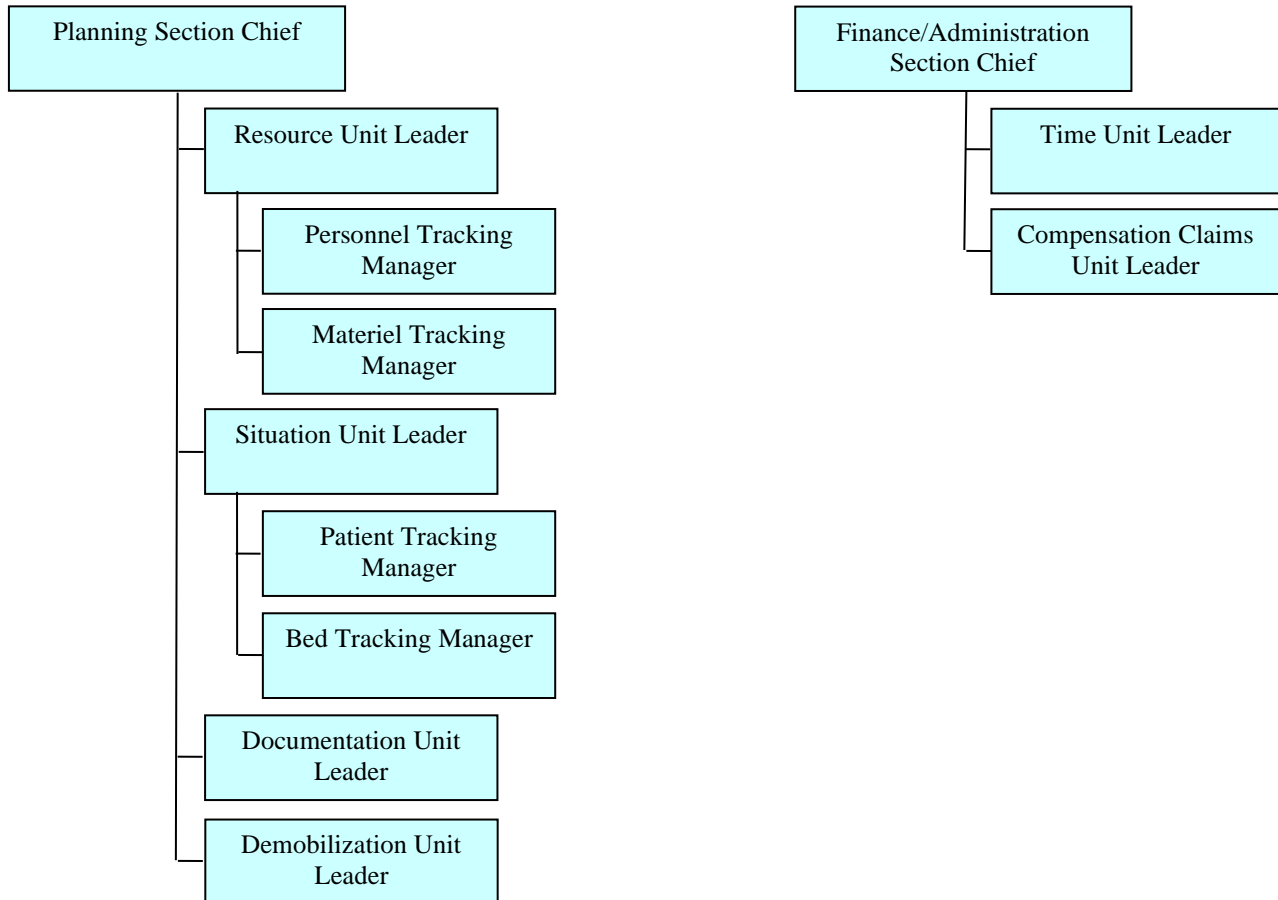 Planning Section Chief
Resource Unit Leader
Personnel Tracking
Manager
Materiel Tracking
Manager
Situation Unit Leader
Patient Tracking
Manager
Bed Tracking Manager
Documentation Unit
Leader
Demobilization Unit
Leader
Finance/Administration
Section Chief
Time Unit Leader
Compensation Claims
Unit Leader